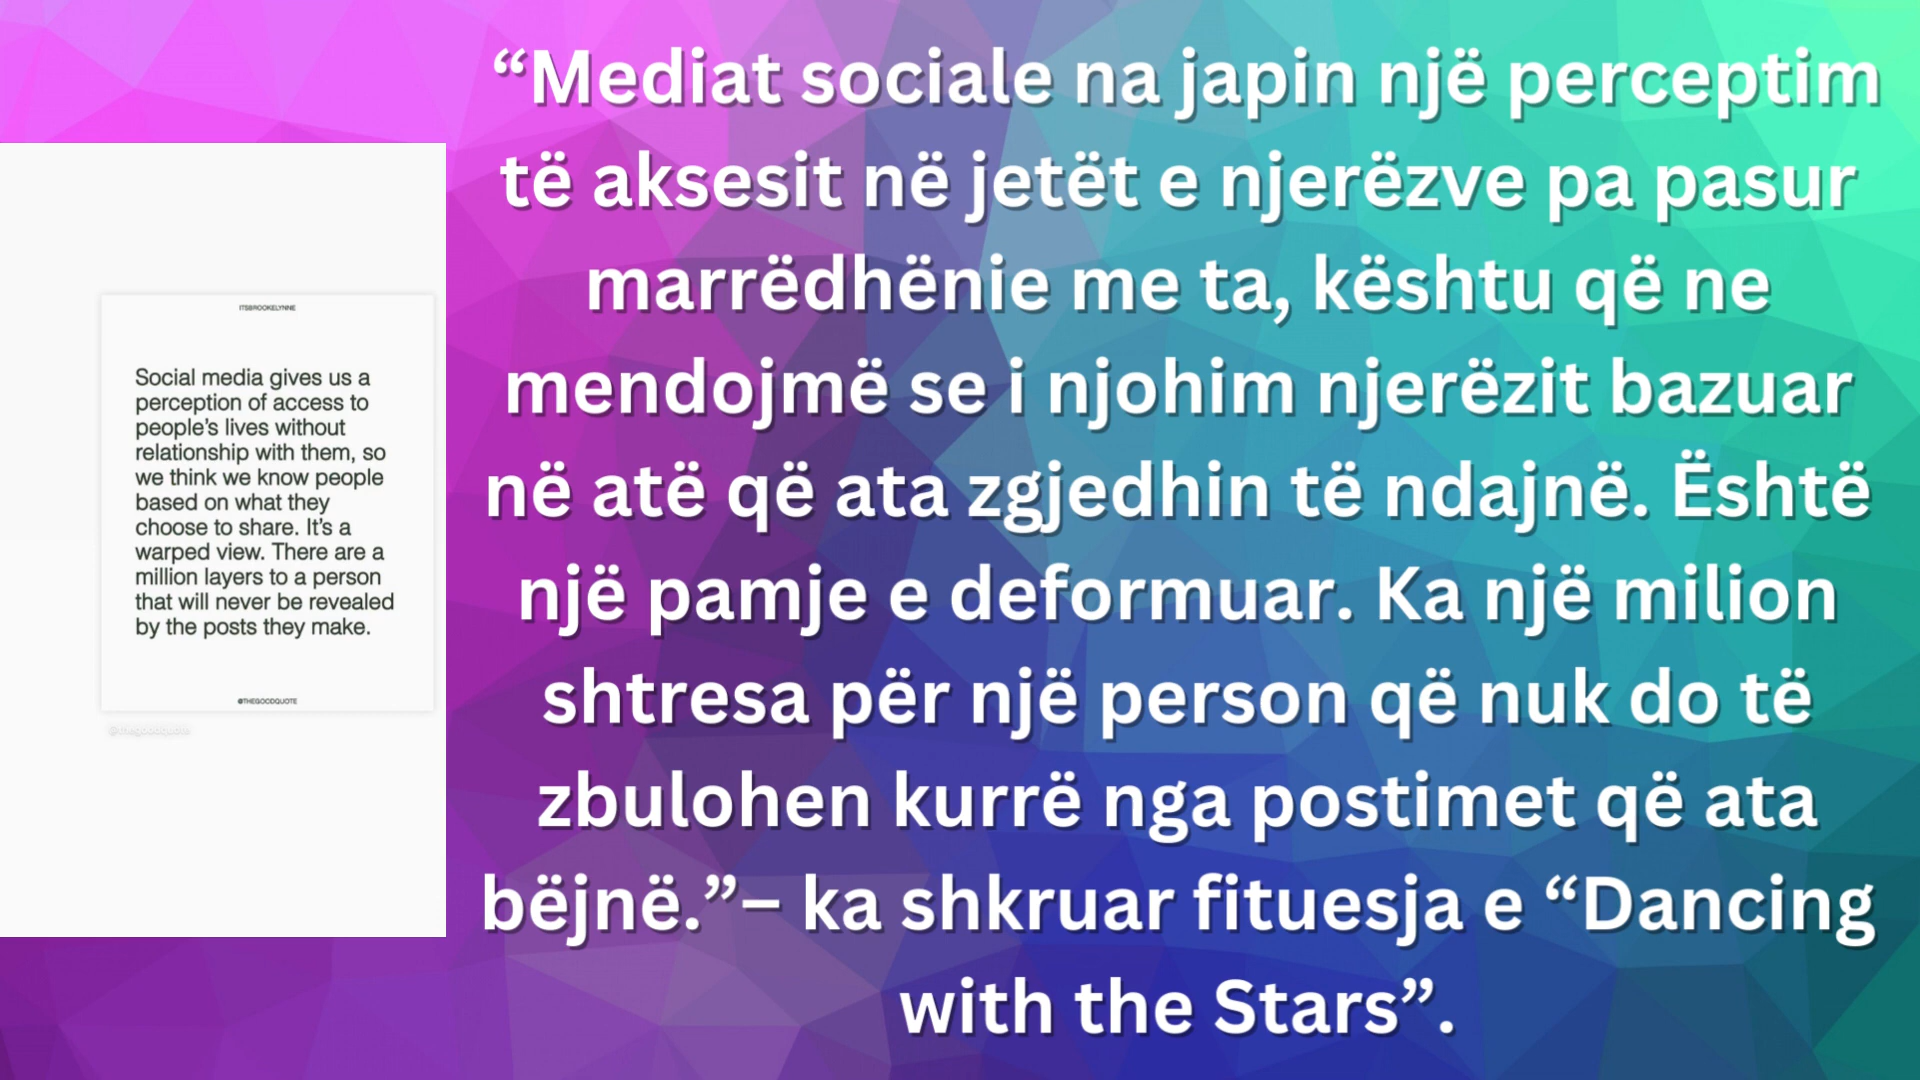 ITSBROOKELYNNE
Social media gives us a
perception of access to
people's lives without
relationship with them, so
we think we know people
based on what they
choose to share. It's a
warped view. There are a
million layers to a person
that will never be revealed
by the posts they make.
@THEGOODQUOTE
@thegoodquote
“Mediat sociale na japin një perceptim
të aksesit në jetët e njerëzve pa pasur
marrëdhënie me ta, kështu që ne
mendojmë se i njohim njerëzit bazuar
në atë që ata zgjedhin të ndajnë. Është
një pamje e deformuar. Ka një milion
shtresa për një person që nuk do të
zbulohen kurrë nga postimet që ata
bëjnë.”– ka shkruar fituesja e “Dancing
with the Stars”.